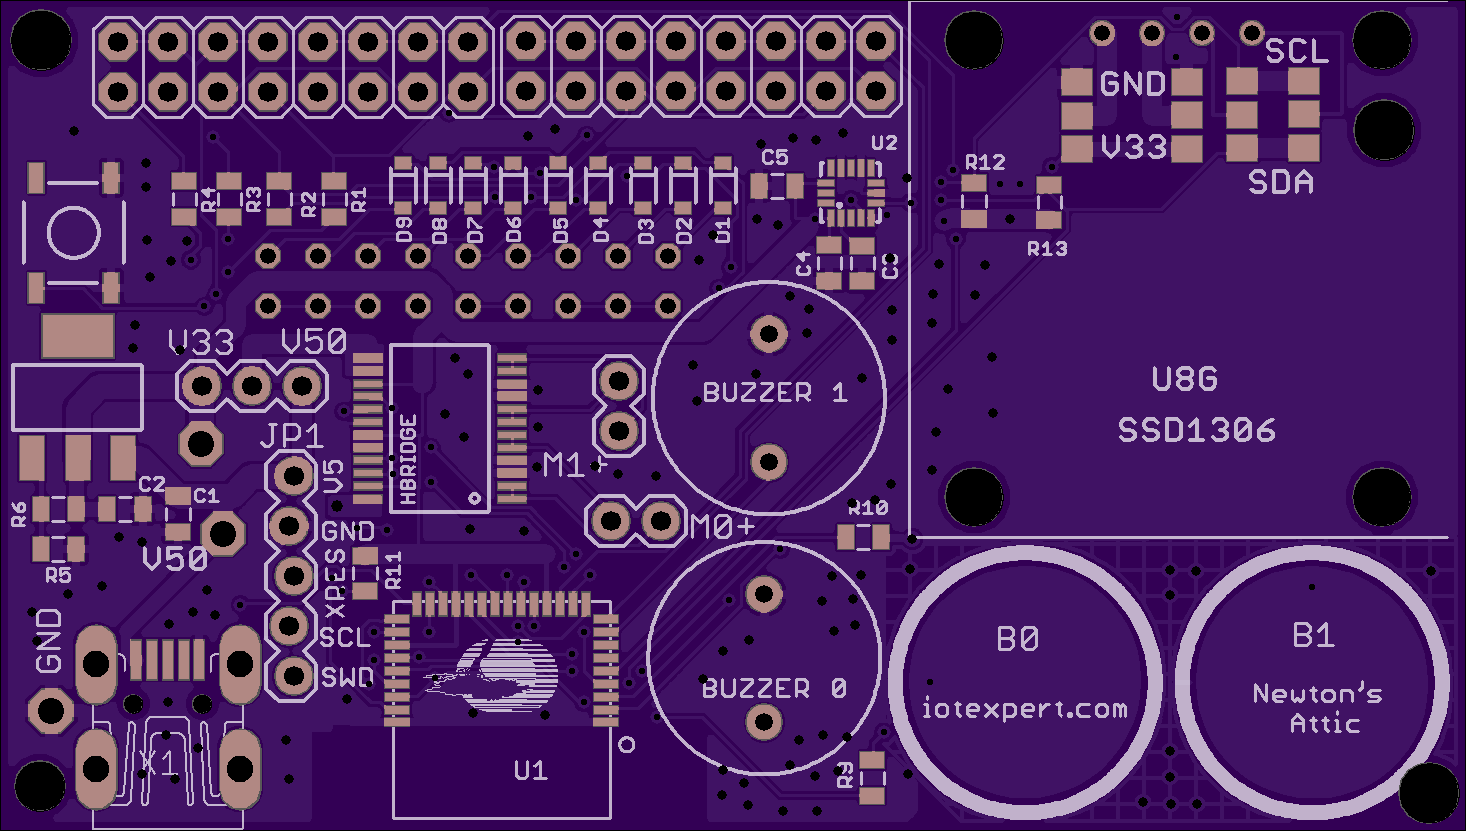 SCL
GND
V33
SDA
U2
C5
R12
R13
R4
R3
R2
R1
D9
D8
D7
D6
D5
D4
D3
D2
D1
C4
C3
V33
V50
BUZZER 1
U8G
SSD1306
JP1
HBRIDGE
M1+
V5
C2
C1
R6
R10
GND
M0+
V50
R5
XRES
R11
GND
SCL
B0
B1
SWD
BUZZER 0
iotexpert.com
Newton's
Attic
X1
U1
R9